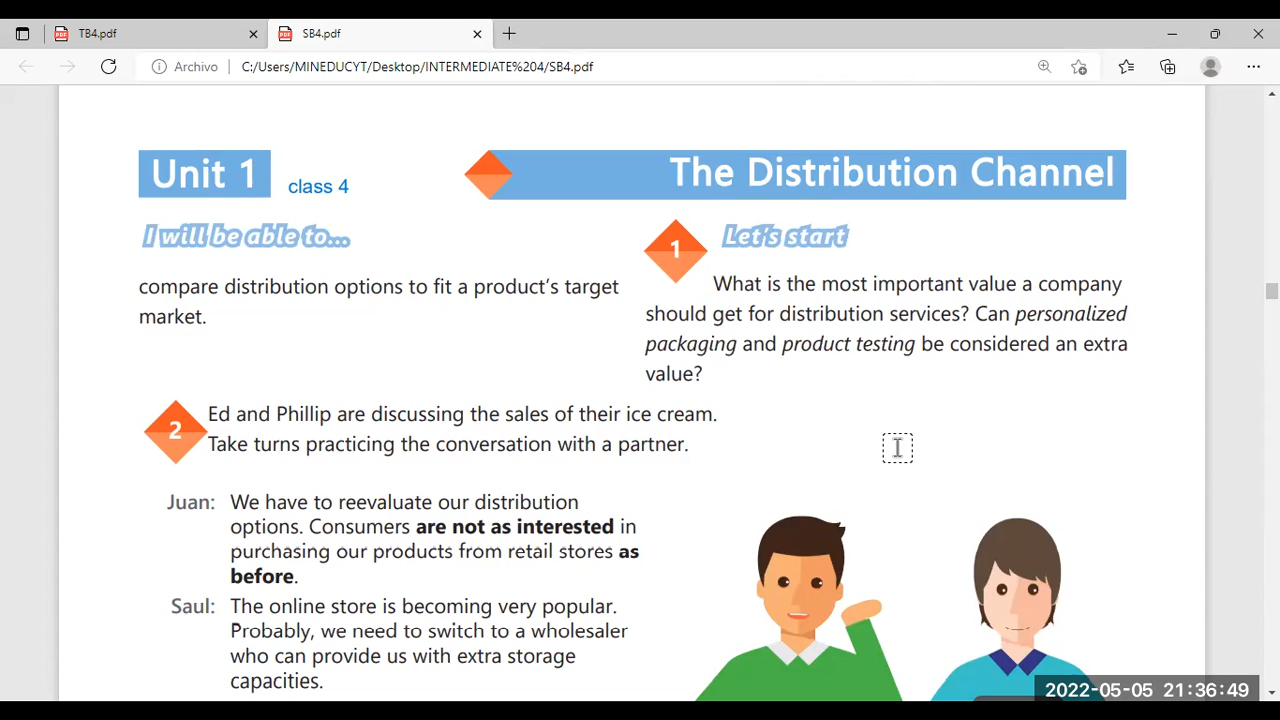 TB4.pdf
SB4.pdf
Archivo
C:/Users/MINEDUCYT/Desktop/INTERMEDIATE%204/SB4.pdf
Unit 1
class 4
The Distribution Channel
I will be able to...
compare distribution options to fit a product's target
market.
1
Let's start
What is the most important value a company
should get for distribution services? Can personalized
packaging and product testing be considered an extra
value?
2
Ed and Phillip are discussing the sales of their ice cream.
Take turns practicing the conversation with a partner.
Juan: We have to reevaluate our distribution
options. Consumers are not as interested in
purchasing our products from retail stores as
before.
Saul: The online store is becoming very popular.
Probably, we need to switch to a wholesaler
who can provide us with extra storage
capacities.
2022-05-05 21:36:49